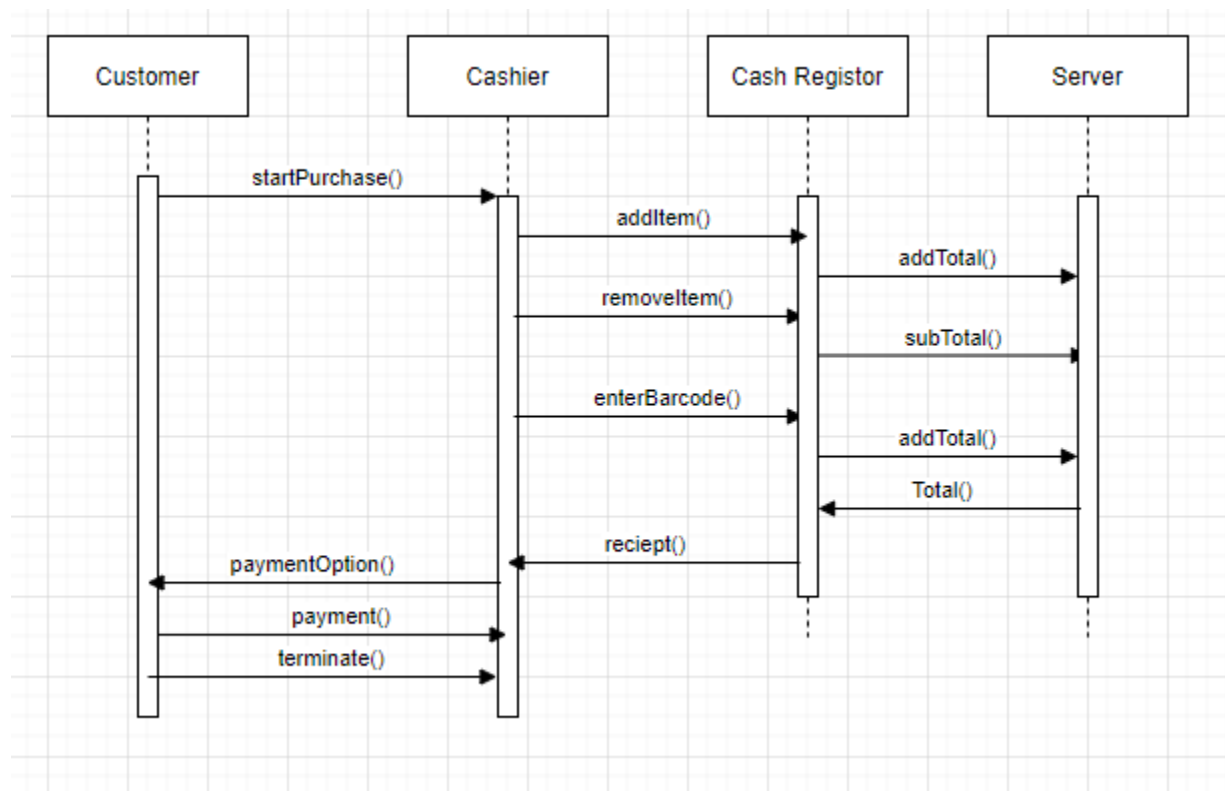 Customer
Cashier
Cash Registor
Server
startPurchase()
addItem()
addTotal()
removeItem()
subTotal()
enterBarcode()
addTotal()
Total()
reciept()
paymentOption()
payment()
terminate()